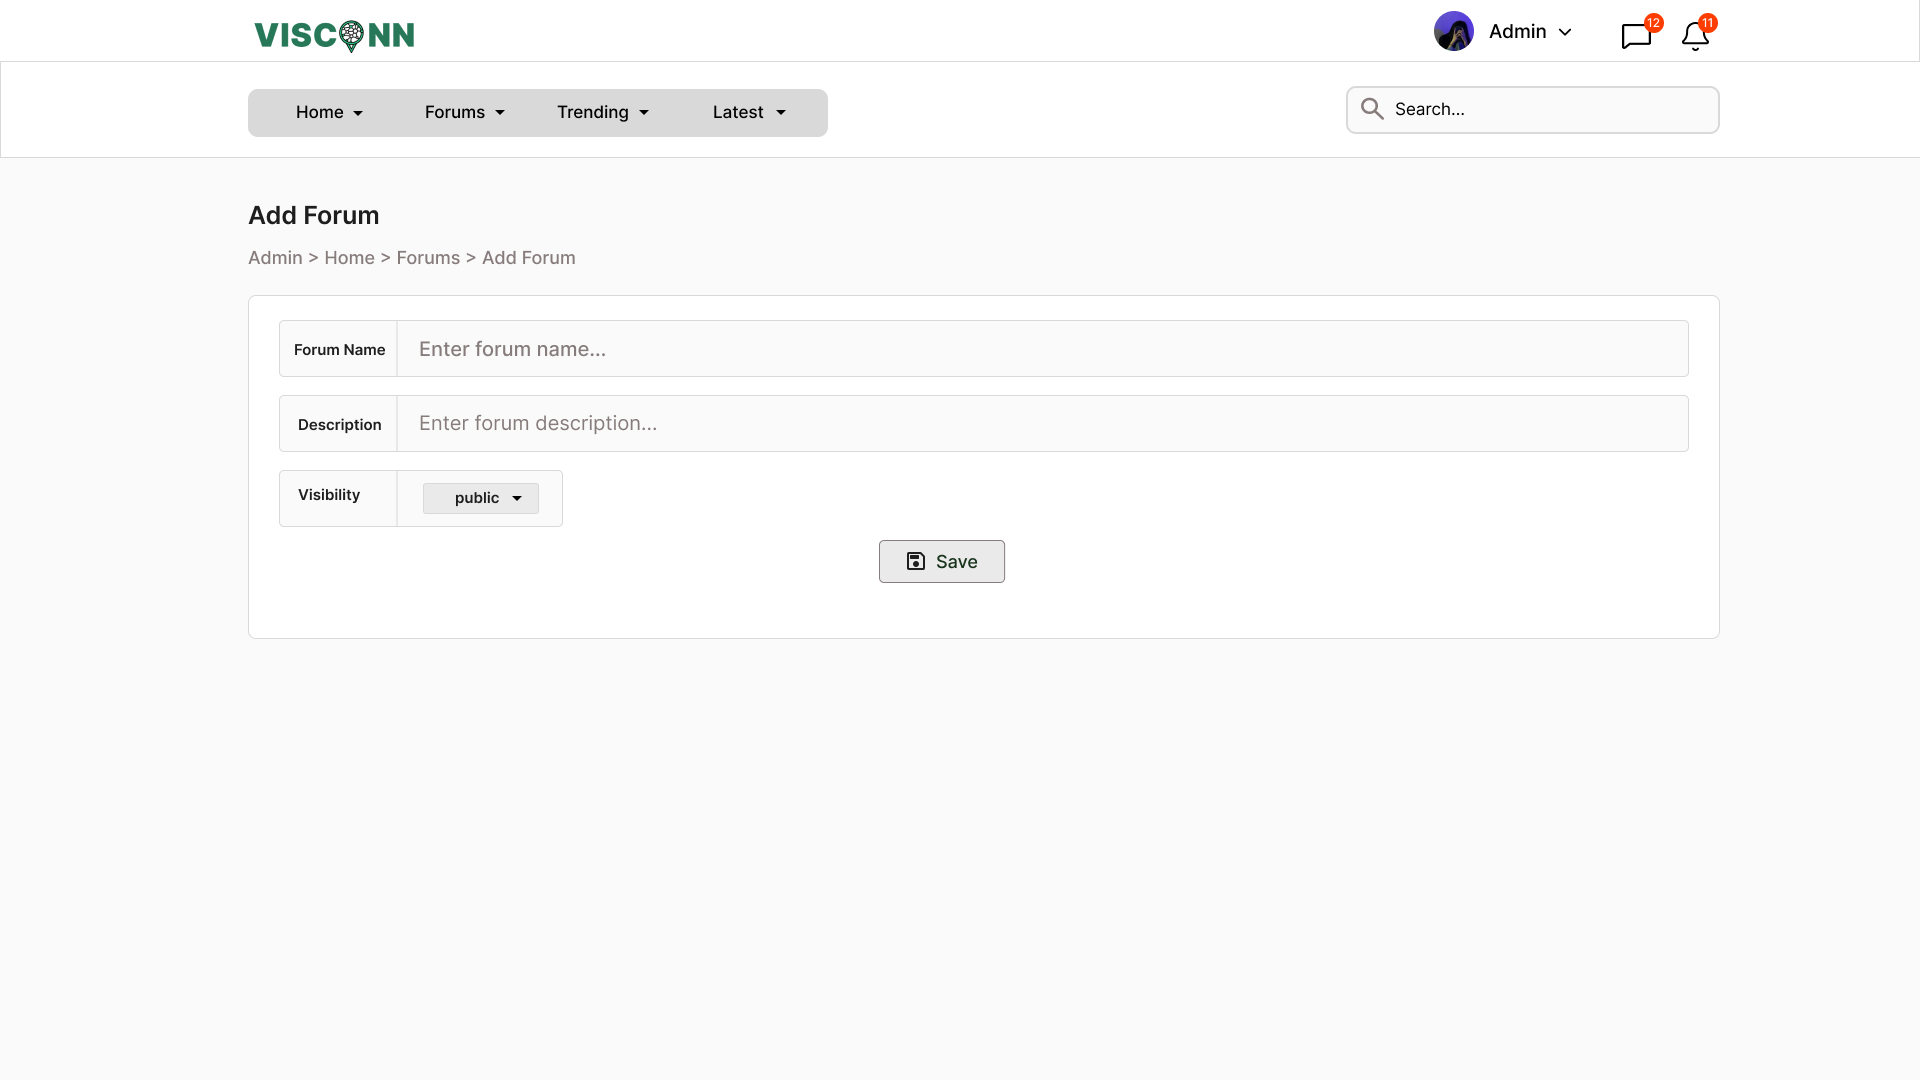 VISCONN
Admin
12
11
Home
Forums
Trending
Latest
Search...
Add Forum
Admin > Home > Forums > Add Forum
Forum Name
Enter forum name...
Description
Enter forum description...
Visibility
public
Save